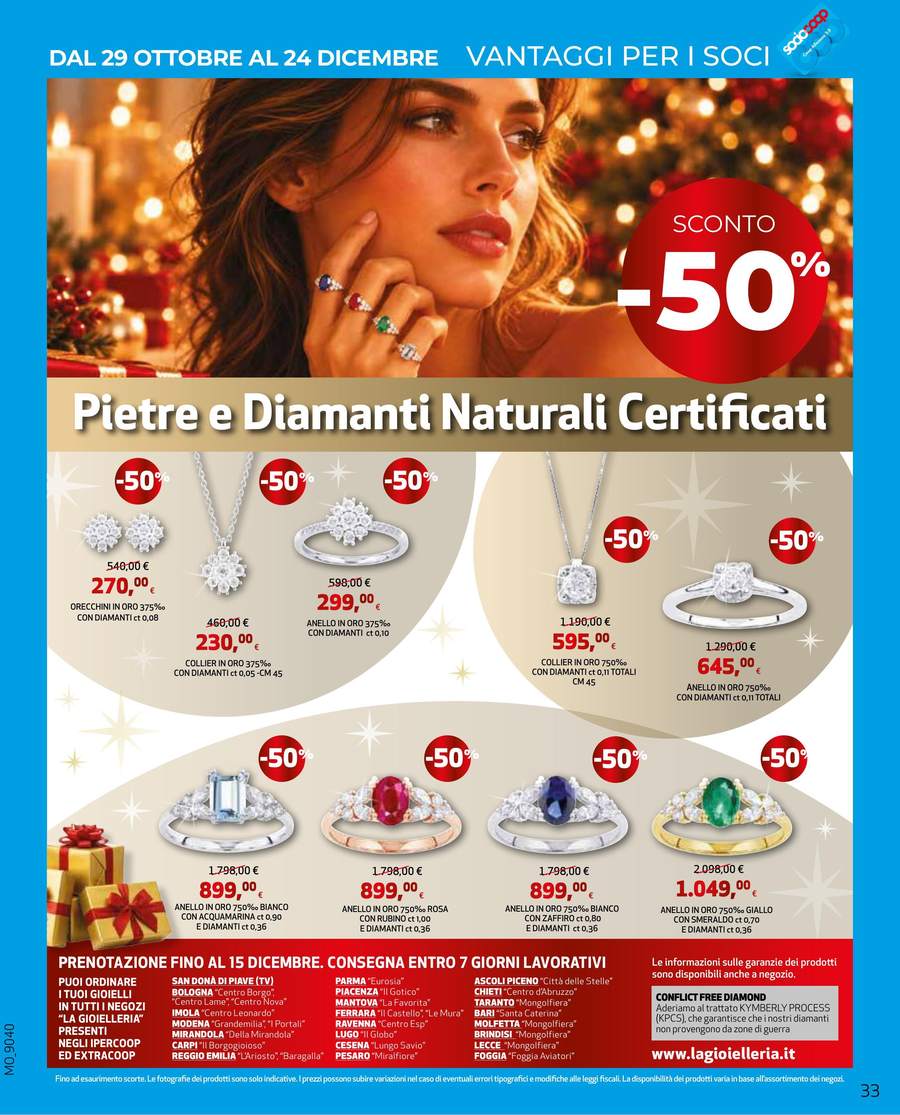 DAL 29 OTTOBRE AL 24 DICEMBRE VANTAGGI PER I SOCI
socio coop
SCONTO
-50%
Pietre e Diamanti Naturali Certificati
-50%
540,00 €
270,00 €
ORECCHINI IN ORO 375‰
CON DIAMANTI ct 0,08
-50%
460,00 €
230,00 €
COLLIER IN ORO 375‰
CON DIAMANTI ct 0,05 -CM 45
-50%
598,00 €
299,00 €
ANELLO IN ORO 375‰
CON DIAMANTI ct 0,10
-50%
1.190,00 €
595,00 €
COLLIER IN ORO 750‰
CON DIAMANTI ct 0,11 TOTALI
CM 45
-50%
1.290,00 €
645,00 €
ANELLO IN ORO 750‰
CON DIAMANTI ct 0,11 TOTALI
-50%
1.798,00 €
899,00 €
ANELLO IN ORO 750‰ BIANCO
CON ACQUAMARINA ct 0,90
E DIAMANTI ct 0,36
-50%
1.798,00 €
899,00 €
ANELLO IN ORO 750‰ ROSA
CON RUBINO ct 1,00
E DIAMANTI ct 0,36
-50%
1.798,00 €
899,00 €
ANELLO IN ORO 750‰ BIANCO
CON ZAFFIRO ct 0,80
E DIAMANTI ct 0,36
-50%
2.098,00 €
1.049,00 €
ANELLO IN ORO 750‰ GIALLO
CON SMERALDO ct 0,70
E DIAMANTI ct 0,36
PRENOTAZIONE FINO AL 15 DICEMBRE. CONSEGNA ENTRO 7 GIORNI LAVORATIVI
PUOI ORDINARE
I TUOI GIOIELLI
IN TUTTI I NEGOZI
"LA GIOIELLERIA"
PRESENTI
NEGLI IPERCOOP
ED EXTRACOOP
SAN DONÀ DI PIAVE (TV)
BOLOGNA "Centro Borgo",
"Centro Lame", "Centro Nova"
IMOLA "Centro Leonardo"
MODENA "Grandemilia", "I Portali"
MIRANDOLA "Della Mirandola"
CARPI "Il Borgogioioso"
REGGIO EMILIA "L'Ariosto", "Baragalla"
PARMA "Eurosia"
PIACENZA "Il Gotico"
MANTOVA "La Favorita"
FERRARA "Il Castello", "Le Mura"
RAVENNA "Centro Esp"
LUGO "Il Globo"
CESENA "Lungo Savio"
PESARO "Miralfiore"
ASCOLI PICENO "Città delle Stelle"
CHIETI "Centro d'Abruzzo"
TARANTO "Mongolfiera"
BARI "Santa Caterina"
MOLFETTA "Mongolfiera"
BRINDISI "Mongolfiera"
LECCE "Mongolfiera"
FOGGIA "Foggia Aviatori"
Le informazioni sulle garanzie dei prodotti
sono disponibili anche a negozio.
CONFLICT FREE DIAMOND
Aderiamo al trattato KYMBERLY PROCESS
(KPCS), che garantisce che i nostri diamanti
non provengono da zone di guerra
www.lagioielleria.it
Fino ad esaurimento scorte. Le fotografie dei prodotti sono solo indicative. I prezzi possono subire variazioni nel caso di eventuali errori tipografici e modifiche alle leggi fiscali. La disponibilità dei prodotti varia in base all'assortimento dei negozi.
MO_9040
33